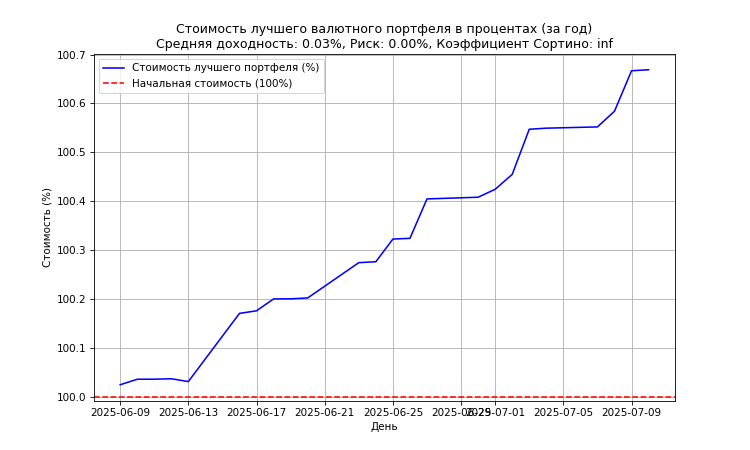 Стоимость лучшего валютного портфеля в процентах (за год)
Средняя доходность: 0.03%, Риск: 0.00%, Коэффициент Сортино: inf
Стоимость лучшего портфеля (%)
Начальная стоимость (100%)
Стоимость (%)
100.7
100.6
100.5
100.4
100.3
100.2
100.1
100.0
2025-06-09 2025-06-13 2025-06-17 2025-06-21 2025-06-25 2025-06-29 2025-07-01 2025-07-05 2025-07-09
День